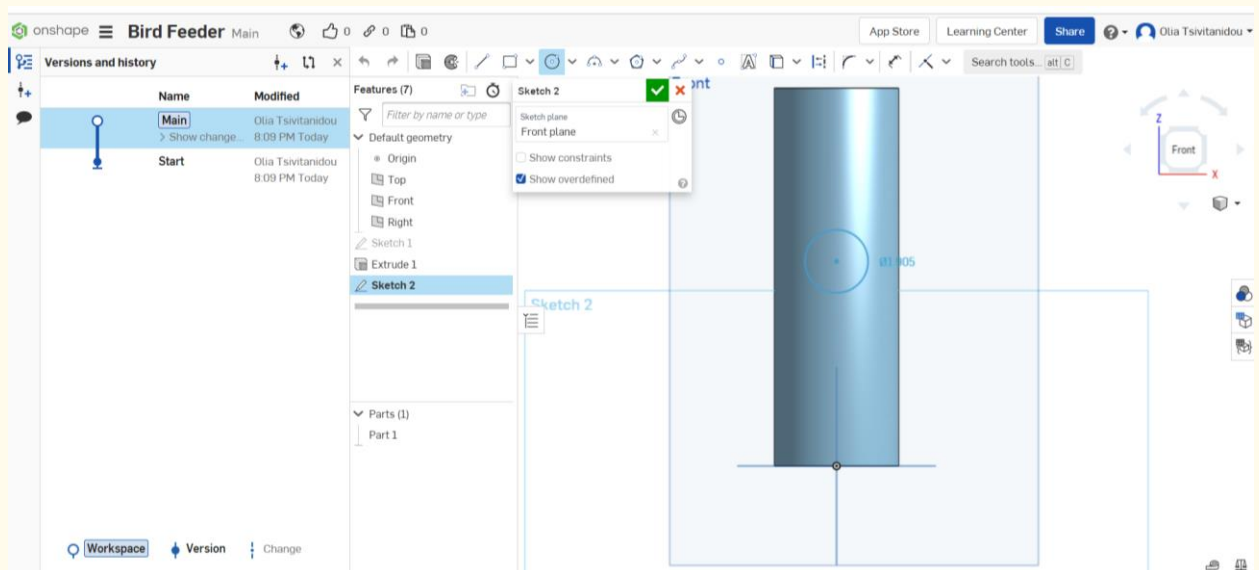 onshape Bird Feeder Main 0 0 0 App Store Learning Center Share Olia Tsivitanidou
Versions and history
Search tools... alt C
Name Modified
Main Olia Tsivitanidou
> Show change... 8:09 PM Today
Start Olia Tsivitanidou
8:09 PM Today
Workspace Version Change
Features (7)
Filter by name or type
Default geometry
Origin
Top
Front
Right
Sketch 1
Extrude 1
Sketch 2
Parts (1)
Part 1
Sketch 2
Sketch plane
Front plane
Show constraints
Show overdefined
Sketch 2
Z
Front
X